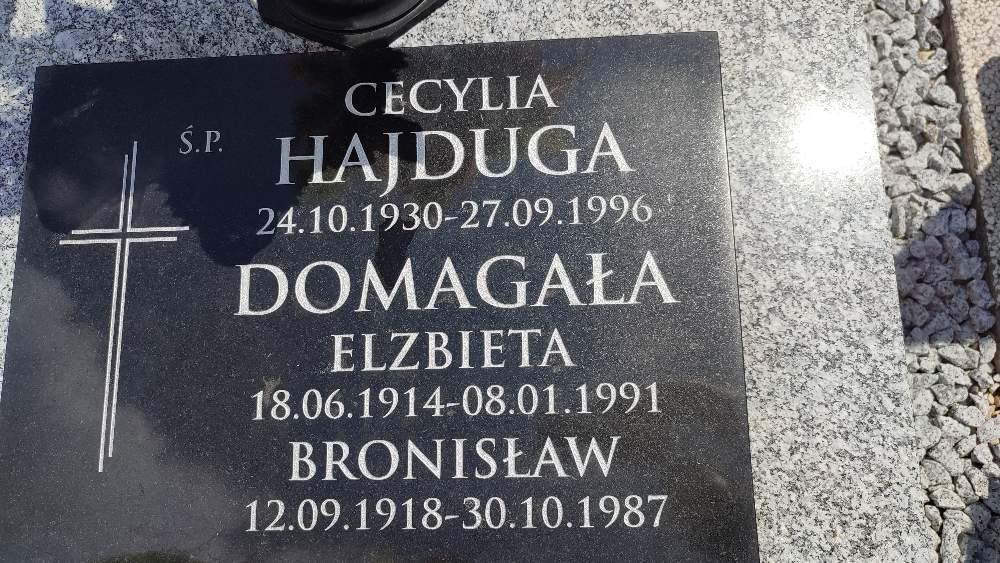 Ś.P.
CECYLIA
HAJDUGA
24.10.1930-27.09.1996
DOMAGAŁA
ELZBIETA
18.06.1914-08.01.1991
BRONISŁAW
12.09.1918-30.10.1987